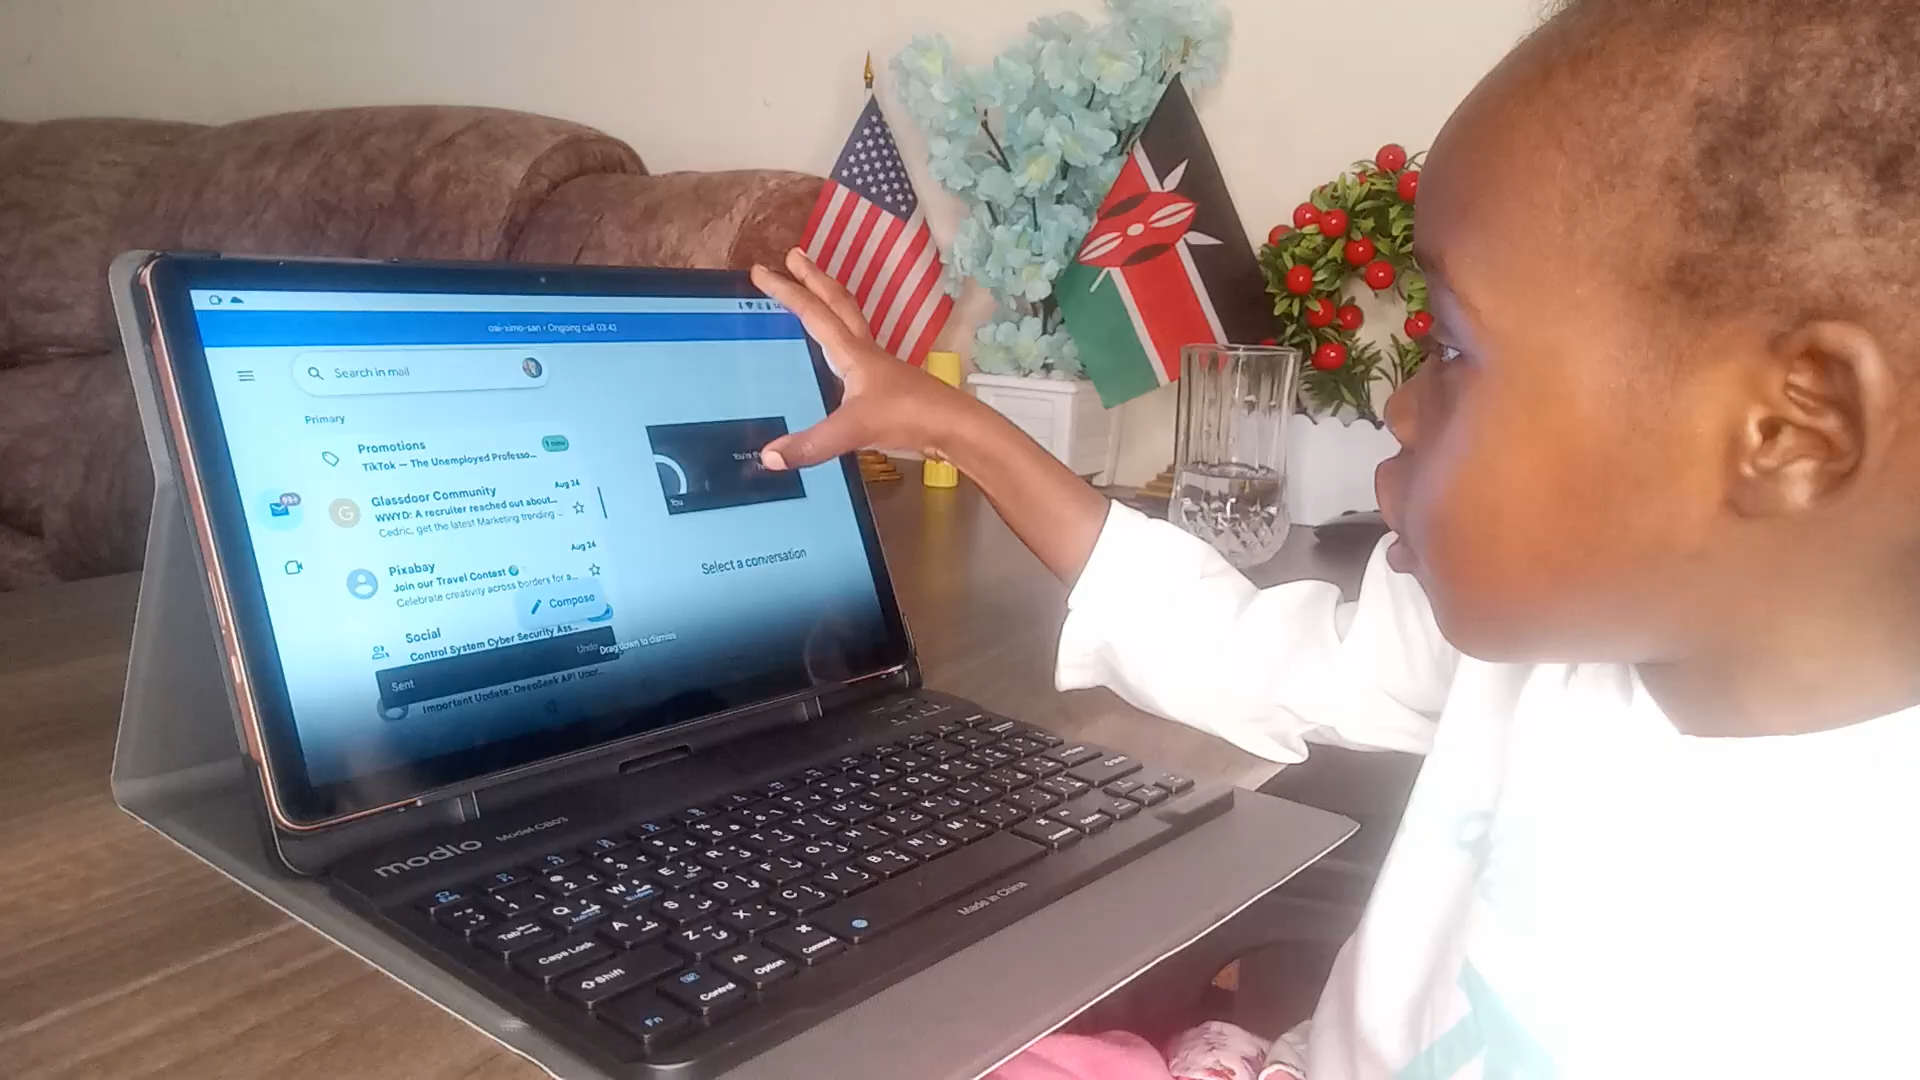 oai-ximo-san • Ongoing call 03:42
Search in mail
Primary
Promotions
1 new
TikTok — The Unemployed Professo...
99+
Glassdoor Community
Aug 24
WWYD: A recruiter reached out about...
Cedric, get the latest Marketing trending ...
Pixabay
Aug 24
Join our Travel Contest
Celebrate creativity across borders for a...
Compose
Social
Control System Cyber Security Ass...
Sent
Undo
Important Update: DeepSeek API
You're the
You
Select a conversation
Drag down to dismiss
G
modio
Model:CB03
Tab
Q W E R T Y
Caps Lock
A S D F G
Shift
Z X C V B N M
Fn
Control
Alt
Option
Command
Made in China